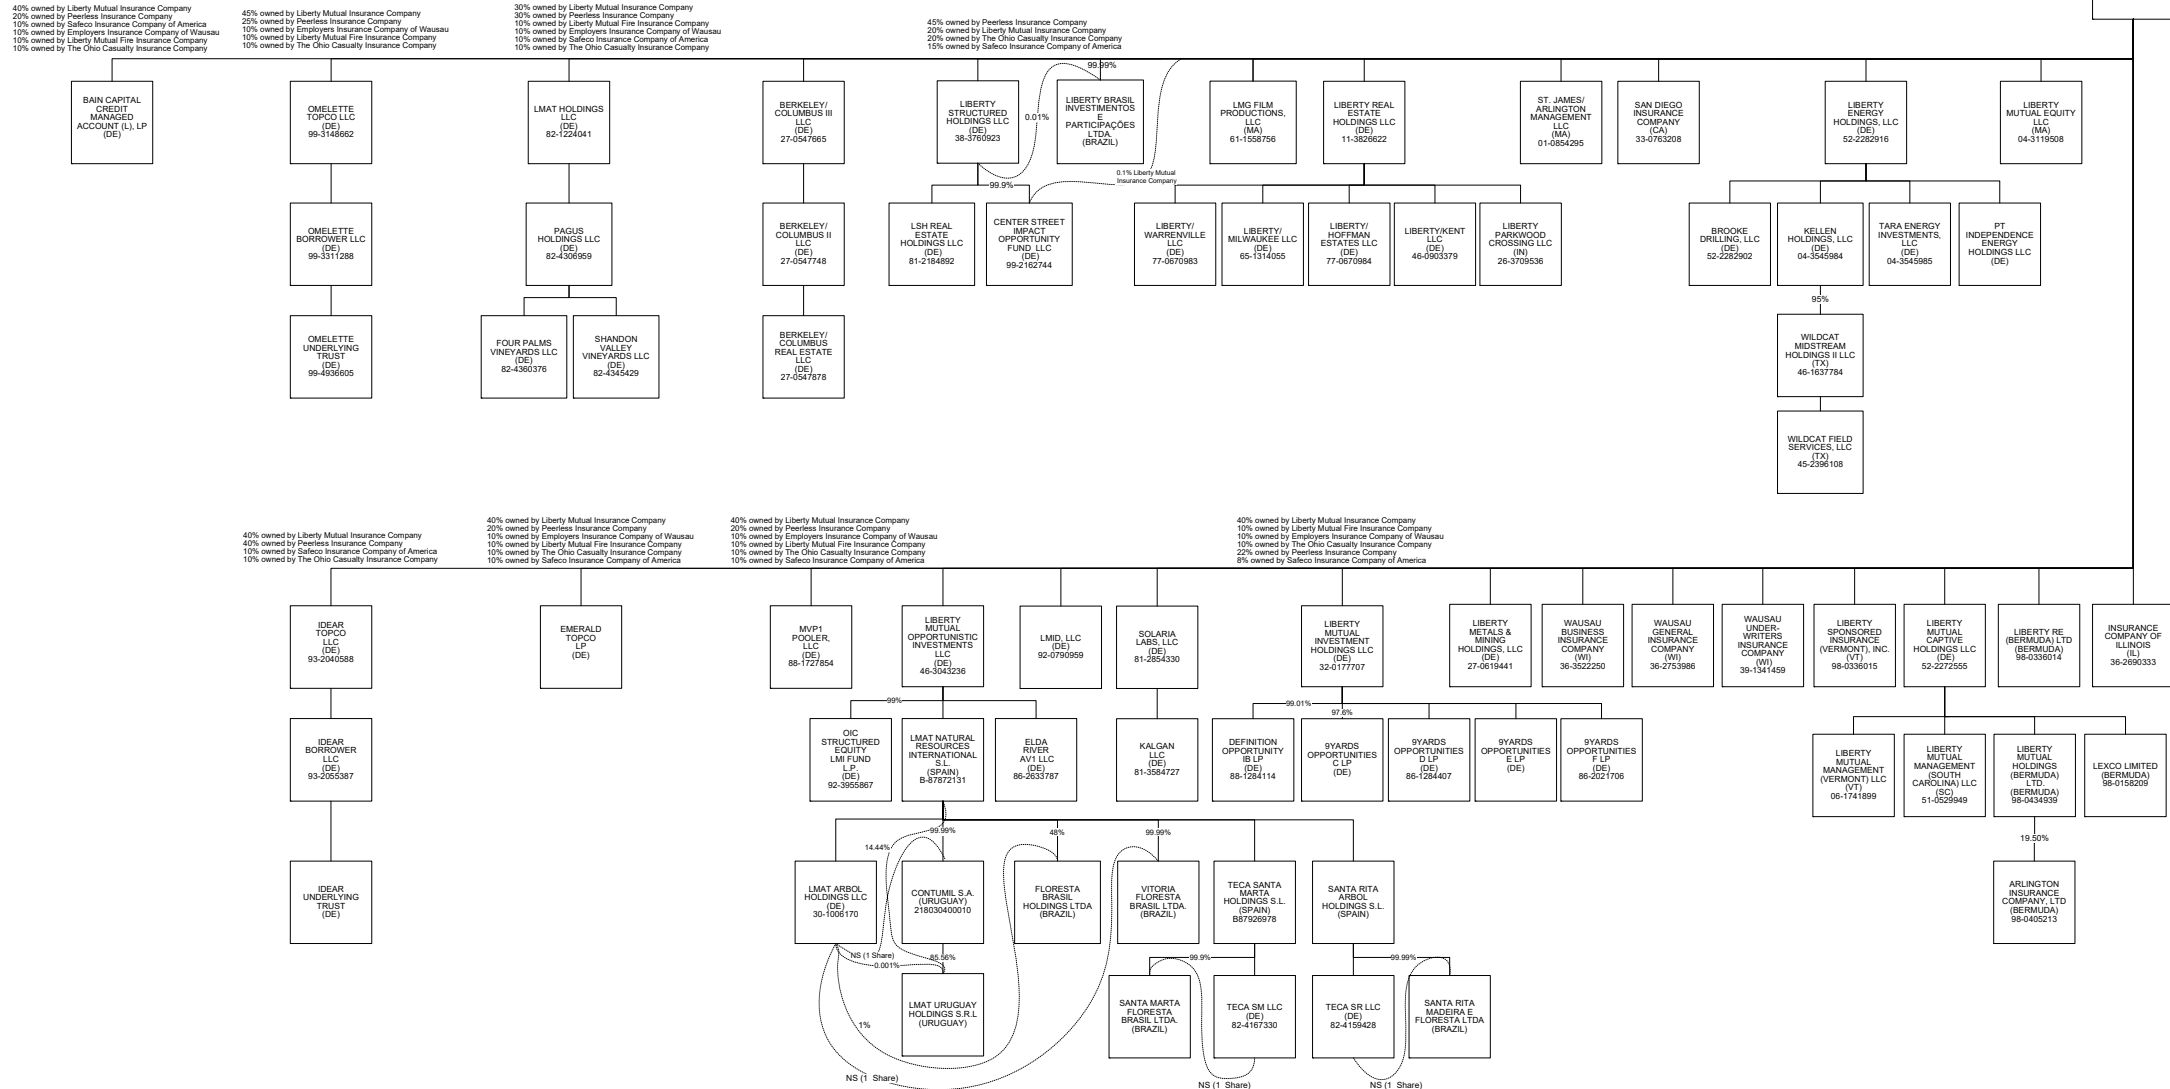 40% owned by Liberty Mutual Insurance Company
20% owned by Peerless Insurance Company
10% owned by Safeco Insurance Company of America
10% owned by Employers Insurance Company of Wausau
10% owned by Liberty Mutual Fire Insurance Company
10% owned by The Ohio Casualty Insurance Company
45% owned by Liberty Mutual Insurance Company
25% owned by Peerless Insurance Company
10% owned by Employers Insurance Company of Wausau
10% owned by Liberty Mutual Fire Insurance Company
10% owned by The Ohio Casualty Insurance Company
30% owned by Liberty Mutual Insurance Company
30% owned by Peerless Insurance Company
10% owned by Liberty Mutual Fire Insurance Company
10% owned by Employers Insurance Company of Wausau
10% owned by Safeco Insurance Company of America
10% owned by The Ohio Casualty Insurance Company
45% owned by Peerless Insurance Company
20% owned by Liberty Mutual Insurance Company
20% owned by The Ohio Casualty Insurance Company
15% owned by Safeco Insurance Company of America
BAIN CAPITAL
CREDIT
MANAGED
ACCOUNT (L), LP
(DE)
OMELETTE
TOPCO LLC
(DE)
99-3148662
LMAT HOLDINGS
LLC
(DE)
82-1224041
BERKELEY/
COLUMBUS III
LLC
(DE)
27-0547665
LIBERTY
STRUCTURED
HOLDINGS LLC
(DE)
38-3760923
0.01%
99.99%
LIBERTY BRASIL
INVESTIMENTOS
E
PARTICIPAÇÕES
LTDA.
(BRAZIL)
LMG FILM
PRODUCTIONS,
LLC
(MA)
61-1558756
LIBERTY REAL
ESTATE
HOLDINGS LLC
(DE)
11-3826622
ST. JAMES/
ARLINGTON
MANAGEMENT
LLC
(MA)
01-0854295
SAN DIEGO
INSURANCE
COMPANY
(CA)
33-0763208
LIBERTY
ENERGY
HOLDINGS, LLC
(DE)
52-2282916
LIBERTY
MUTUAL EQUITY
LLC
(MA)
04-3119508
99.9%
0.1% Liberty Mutual
Insurance Company
OMELETTE
BORROWER LLC
(DE)
99-3311288
PAGUS
HOLDINGS LLC
(DE)
82-4306959
BERKELEY/
COLUMBUS II
LLC
(DE)
27-0547748
LSH REAL
ESTATE
HOLDINGS LLC
(DE)
81-2184892
CENTER STREET
IMPACT
OPPORTUNITY
FUND LLC
(DE)
99-2162744
LIBERTY/
WARRENVILLE
LLC
(DE)
77-0670983
LIBERTY/
MILWAUKEE LLC
(DE)
65-1314055
LIBERTY/
HOFFMAN
ESTATES LLC
(DE)
77-0670984
LIBERTY/KENT
LLC
(DE)
46-0903379
LIBERTY
PARKWOOD
CROSSING LLC
(IN)
26-3709536
BROOKE
DRILLING, LLC
(DE)
52-2282902
KELLEN
HOLDINGS, LLC
(DE)
04-3545984
TARA ENERGY
INVESTMENTS,
LLC
(DE)
04-3545985
PT
INDEPENDENCE
ENERGY
HOLDINGS LLC
(DE)
95%
OMELETTE
UNDERLYING
TRUST
(DE)
99-4936605
FOUR PALMS
VINEYARDS LLC
(DE)
82-4360376
SHANDON
VALLEY
VINEYARDS LLC
(DE)
82-4345429
BERKELEY/
COLUMBUS
REAL ESTATE
LLC
(DE)
27-0547878
WILDCAT
MIDSTREAM
HOLDINGS II LLC
(TX)
46-1637784
WILDCAT FIELD
SERVICES, LLC
(TX)
45-2396108
40% owned by Liberty Mutual Insurance Company
40% owned by Peerless Insurance Company
10% owned by Safeco Insurance Company of America
10% owned by The Ohio Casualty Insurance Company
40% owned by Liberty Mutual Insurance Company
20% owned by Peerless Insurance Company
10% owned by Employers Insurance Company of Wausau
10% owned by Liberty Mutual Fire Insurance Company
10% owned by The Ohio Casualty Insurance Company
10% owned by Safeco Insurance Company of America
40% owned by Liberty Mutual Insurance Company
20% owned by Peerless Insurance Company
10% owned by Employers Insurance Company of Wausau
10% owned by Liberty Mutual Fire Insurance Company
10% owned by The Ohio Casualty Insurance Company
10% owned by Safeco Insurance Company of America
40% owned by Liberty Mutual Insurance Company
10% owned by Liberty Mutual Fire Insurance Company
10% owned by Employers Insurance Company of Wausau
10% owned by The Ohio Casualty Insurance Company
22% owned by Peerless Insurance Company
8% owned by Safeco Insurance Company of America
IDEAR
TOPCO
LLC
(DE)
93-2040588
EMERALD
TOPCO
LP
(DE)
MVP1
POOLER,
LLC
(DE)
88-1727854
LIBERTY
MUTUAL
OPPORTUNISTIC
INVESTMENTS
LLC
(DE)
46-3043236
LMID, LLC
(DE)
92-0790959
SOLARIA
LABS, LLC
(DE)
81-2854330
LIBERTY
MUTUAL
INVESTMENT
HOLDINGS LLC
(DE)
32-0177707
LIBERTY
METALS &
MINING
HOLDINGS, LLC
(DE)
27-0619441
WAUSAU
BUSINESS
INSURANCE
COMPANY
(WI)
36-3522250
WAUSAU
GENERAL
INSURANCE
COMPANY
(WI)
36-2753986
WAUSAU
UNDER-
WRITERS
INSURANCE
COMPANY
(WI)
39-1341459
LIBERTY
SPONSORED
INSURANCE
(VERMONT), INC.
(VT)
98-0336015
LIBERTY
MUTUAL
CAPTIVE
HOLDINGS LLC
(DE)
52-2272555
LIBERTY RE
(BERMUDA) LTD
(BERMUDA)
98-0336014
INSURANCE
COMPANY OF
ILLINOIS
(IL)
36-2690333
99%
99.01%
97.6%
IDEAR
BORROWER
LLC
(DE)
93-2055387
OIC
STRUCTURED
EQUITY
LMI FUND
L.P.
(DE)
92-3955867
LMAT NATURAL
RESOURCES
INTERNATIONAL
S.L.
(SPAIN)
B-87872131
ELDA
RIVER
AV1 LLC
(DE)
86-2633787
KALGAN
LLC
(DE)
81-3584727
DEFINITION
OPPORTUNITY
IB LP
(DE)
88-1284114
9YARDS
OPPORTUNITIES
C LP
(DE)
9YARDS
OPPORTUNITIES
D LP
(DE)
86-1284407
9YARDS
OPPORTUNITIES
E LP
(DE)
9YARDS
OPPORTUNITIES
F LP
(DE)
86-2021706
LIBERTY
MUTUAL
MANAGEMENT
(VERMONT) LLC
(VT)
06-1741899
LIBERTY
MUTUAL
MANAGEMENT
(SOUTH
CAROLINA) LLC
(SC)
51-0529949
LIBERTY
MUTUAL
HOLDINGS
(BERMUDA)
LTD.
(BERMUDA)
98-0434939
LEXCO LIMITED
(BERMUDA)
98-0158209
99.99%
14.44%
48%
99.99%
19.50%
IDEAR
UNDERLYING
TRUST
(DE)
LMAT ARBOL
HOLDINGS LLC
(DE)
30-1006170
CONTUMIL S.A.
(URUGUAY)
218030400010
FLORESTA
BRASIL
HOLDINGS LTDA
(BRAZIL)
VITORIA
FLORESTA
BRASIL LTDA.
(BRAZIL)
TECA SANTA
MARTA
HOLDINGS S.L.
(SPAIN)
B87926978
SANTA RITA
ARBOL
HOLDINGS S.L.
(SPAIN)
ARLINGTON
INSURANCE
COMPANY, LTD
(BERMUDA)
98-0405213
NS (1 Share)
0.001%
85.56%
99.9%
99.99%
LMAT URUGUAY
HOLDINGS S.R.L
(URUGUAY)
SANTA MARTA
FLORESTA
BRASIL LTDA.
(BRAZIL)
TECA SM LLC
(DE)
82-4167330
TECA SR LLC
(DE)
82-4159428
SANTA RITA
MADEIRA E
FLORESTA LTDA
(BRAZIL)
1%
NS (1 Share)
NS (1 Share)
NS (1 Share)